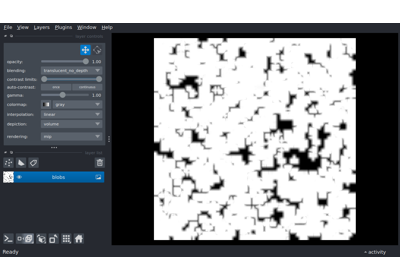 File View Layers Plugins Window Help
opacity: 1.00
blending: translucent_no_depth
contrast limits:
auto-contrast: once continuous
gamma: 1.00
colormap: gray
interpolation: linear
depiction: volume
rendering: mip
blobs
Ready
activity